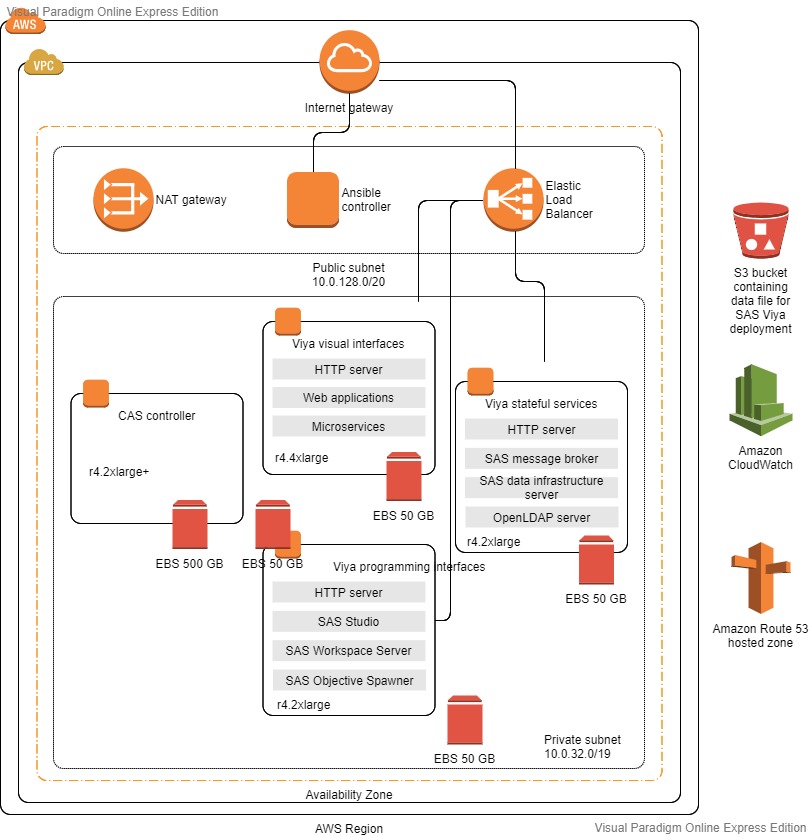 Visual Paradigm Online Express Edition
AWS
VPC
Internet gateway
NAT gateway
Ansible
controller
Elastic
Load
Balancer
Public subnet
10.0.128.0/20
S3 bucket
containing
data file for
SAS Viya
deployment
Viya visual interfaces
HTTP server
Web applications
Microservices
r4.4xlarge
EBS 50 GB
CAS controller
r4.2xlarge+
EBS 500 GB
EBS 50 GB
Viya stateful services
HTTP server
SAS message broker
SAS data infrastructure
server
OpenLDAP server
r4.2xlarge
EBS 50 GB
Amazon
CloudWatch
Viya programming interfaces
HTTP server
SAS Studio
SAS Workspace Server
SAS Objective Spawner
r4.2xlarge
EBS 50 GB
Amazon Route 53
hosted zone
Private subnet
10.0.32.0/19
Availability Zone
AWS Region
Visual Paradigm Online Express Edition